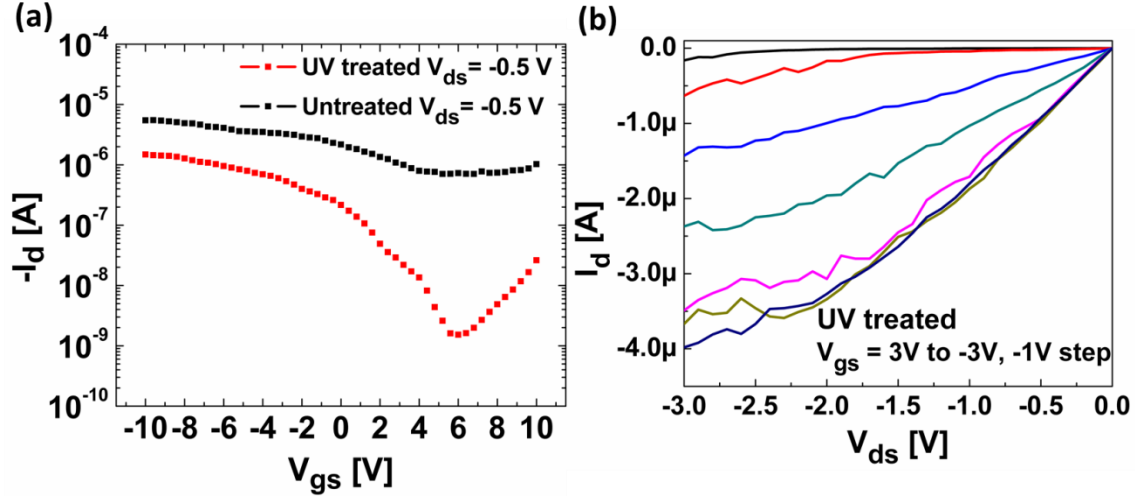 (a)
10⁻⁴
10⁻⁵
10⁻⁶
10⁻⁷
10⁻⁸
10⁻⁹
10⁻¹⁰
-I_d [A]
UV treated V_ds= -0.5 V
Untreated V_ds= -0.5 V
-10 -8 -6 -4 -2 0 2 4 6 8 10
V_gs [V]
(b)
0.0
-1.0µ
-2.0µ
-3.0µ
-4.0µ
I_d [A]
UV treated
V_gs = 3V to -3V, -1V step
-3.0 -2.5 -2.0 -1.5 -1.0 -0.5 0.0
V_ds [V]